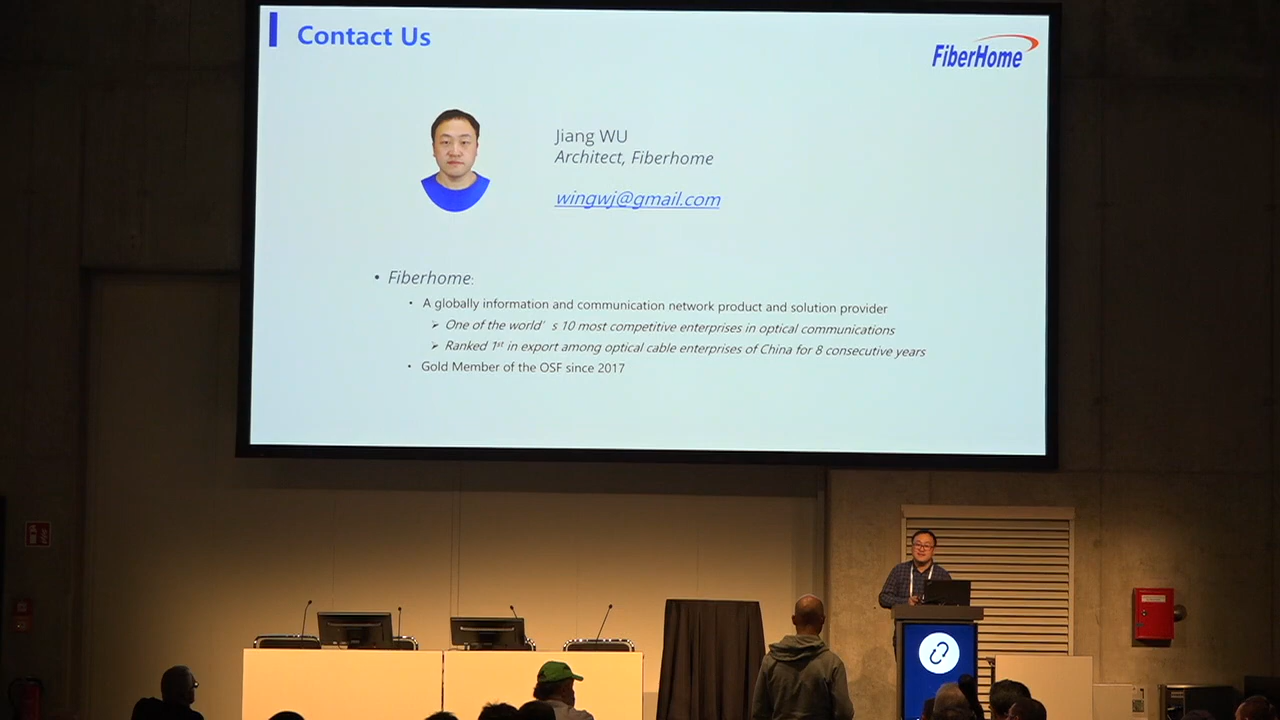 Contact Us
FiberHome
Jiang WU
Architect, Fiberhome
wingwj@gmail.com
• Fiberhome:
• A globally information and communication network product and solution provider
➢ One of the world’s 10 most competitive enterprises in optical communications
➢ Ranked 1st in export among optical cable enterprises of China for 8 consecutive years
• Gold Member of the OSF since 2017